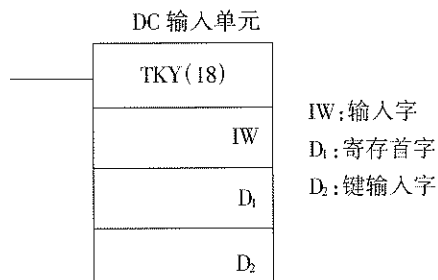 DC 输入单元
TKY(18)
IW
D₁
D₂
IW:输入字
D₁:寄存首字
D₂:键输入字